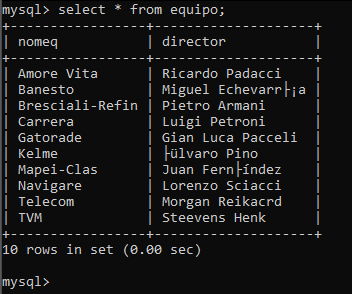 mysql> select * from equipo;
+-----------------+--------------------+
| nomeq           | director           |
+-----------------+--------------------+
| Amore Vita      | Ricardo Padacci    |
| Banesto         | Miguel Echevarr├¡a |
| Bresciali-Refin | Pietro Armani      |
| Carrera         | Luigi Petroni      |
| Gatorade        | Gian Luca Pacceli  |
| Kelme           | ├ülvaro Pino       |
| Mapei-Clas      | Juan Fern├índez    |
| Navigare        | Lorenzo Sciacci    |
| Telecom         | Morgan Reikacrd    |
| TVM             | Steevens Henk      |
+-----------------+--------------------+
10 rows in set (0.00 sec)
mysql>